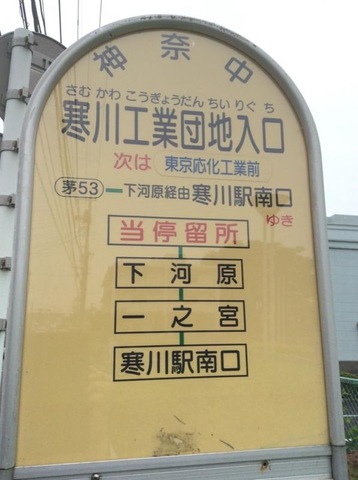 神奈中
さむ かわ こうぎょうだん ちい りぐ ち
寒川工業団地入口
次は 東京応化工業前
茅53 下河原経由 寒川駅南口
ゆき
当停留所
下河原
一之宮
寒川駅南口